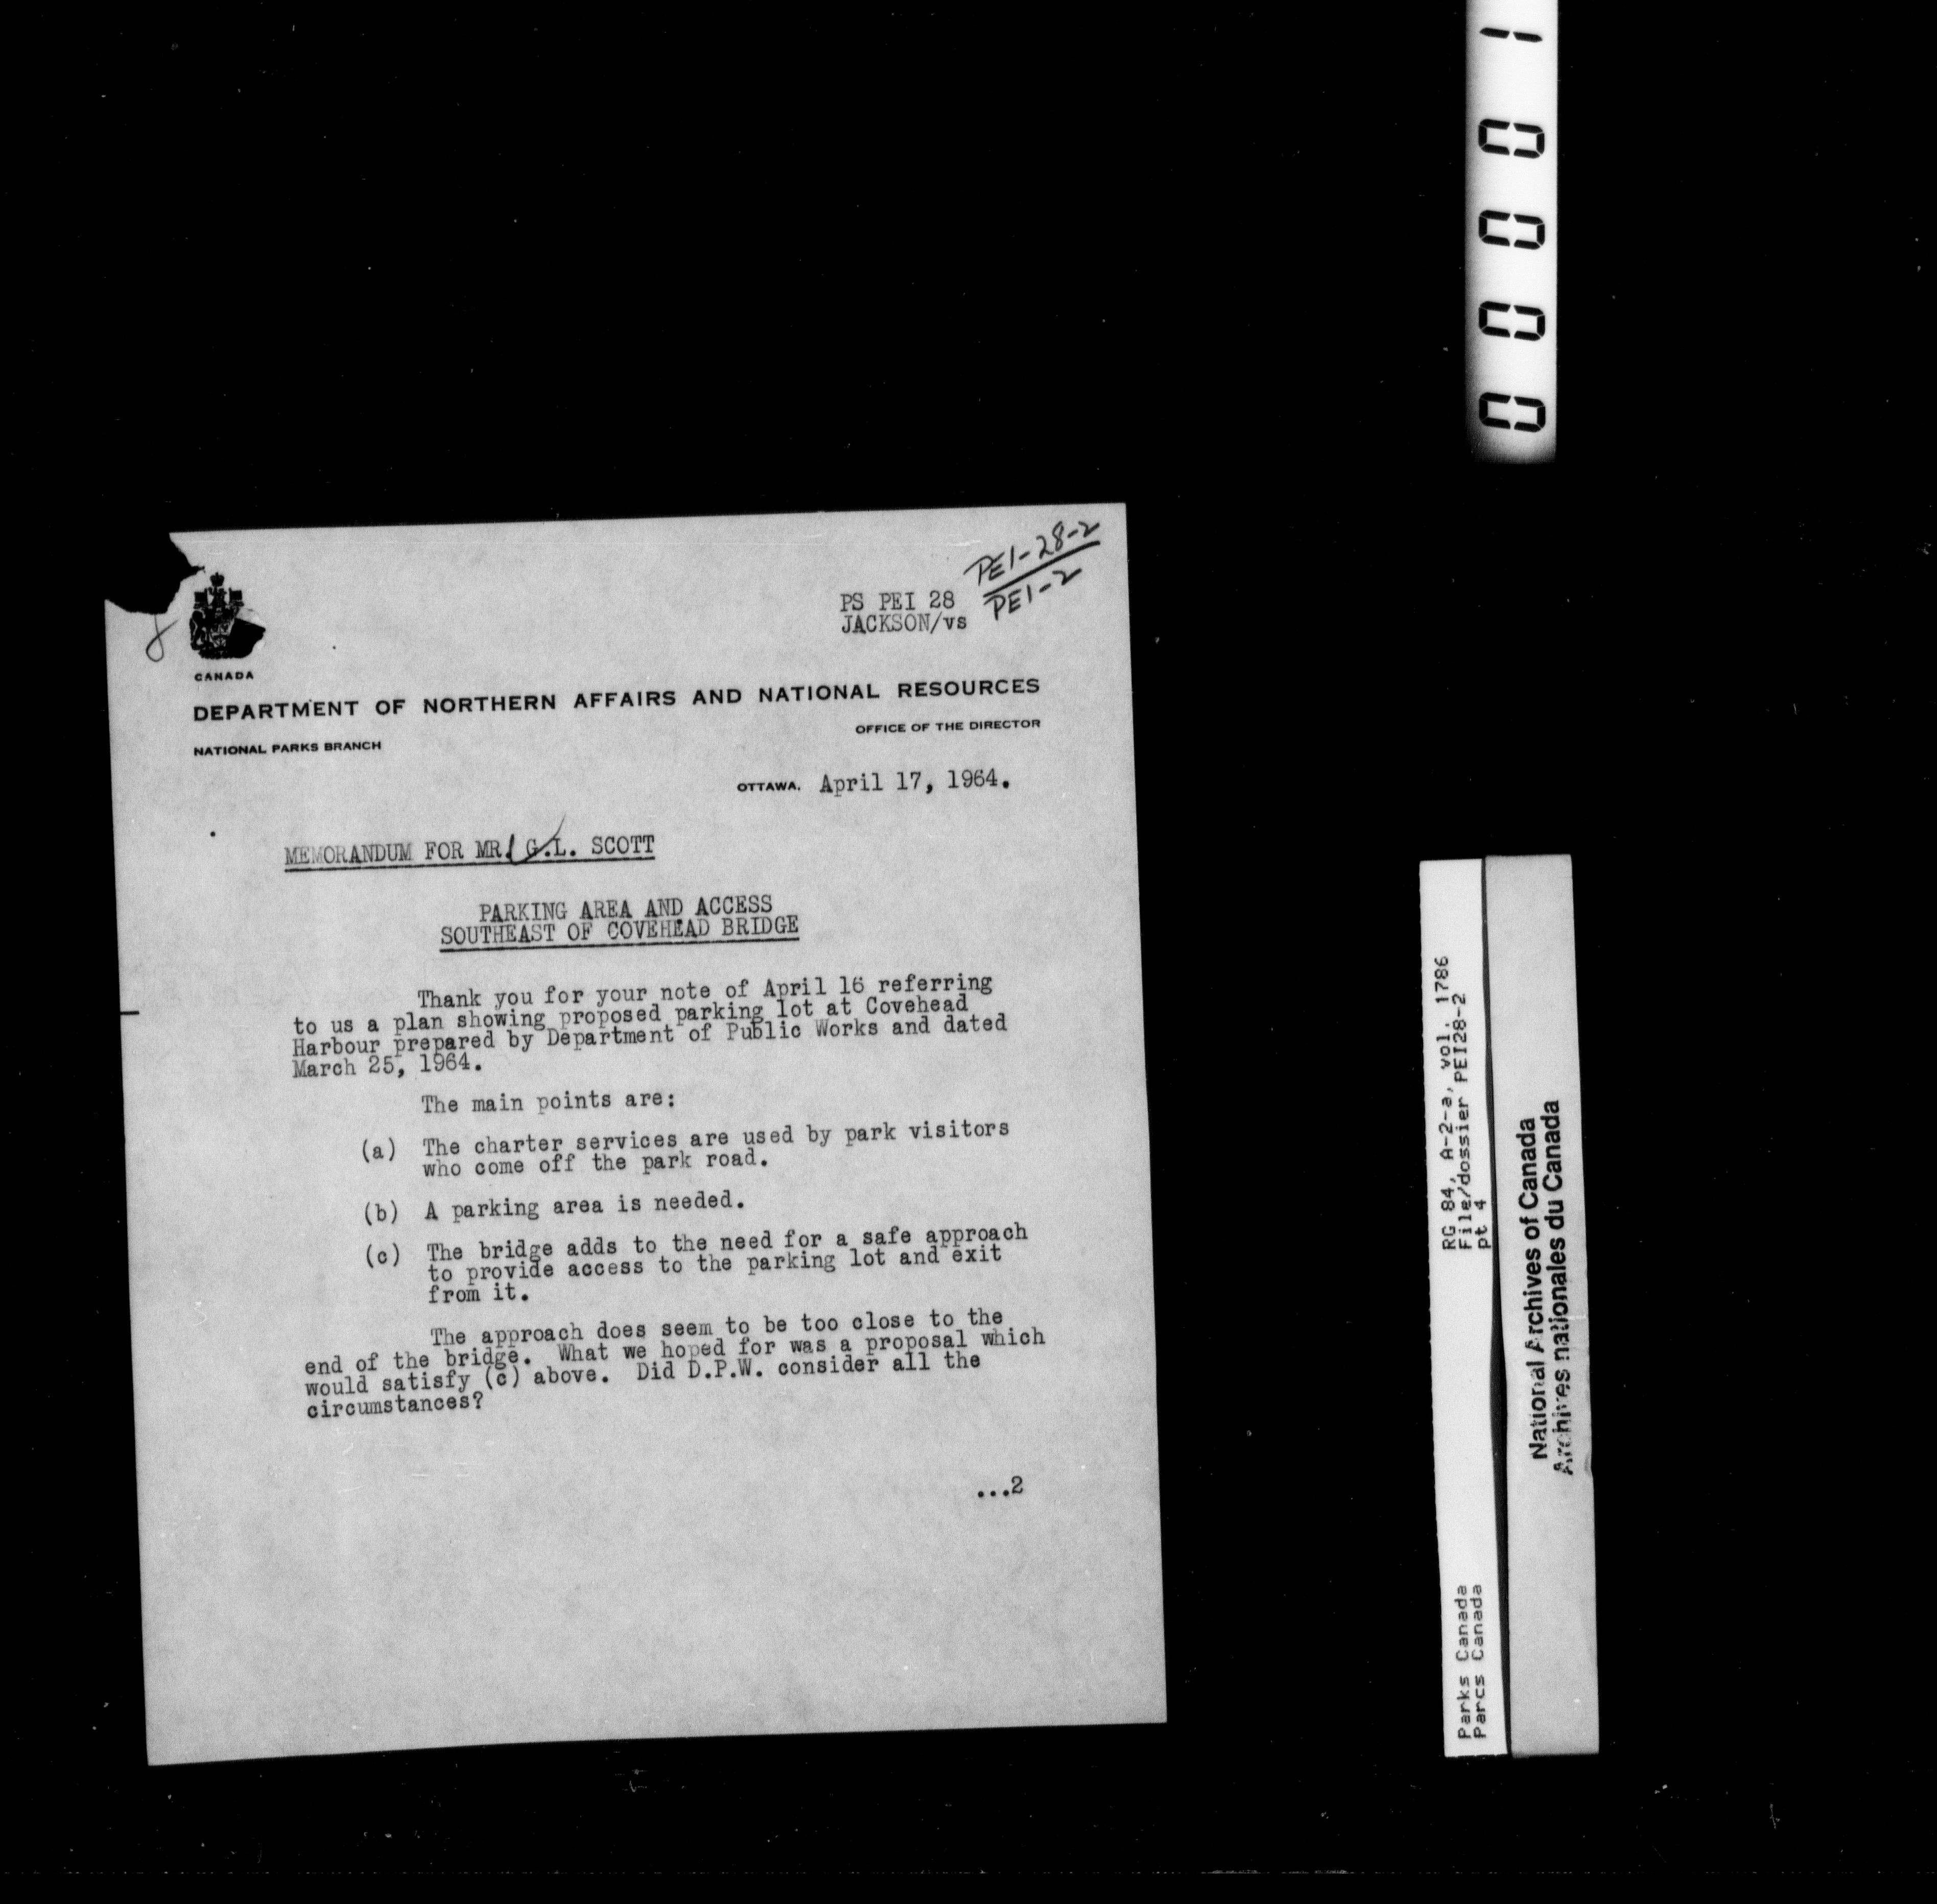 00001
PEI-28-2
PEI-2
PS PEI 28
JACKSON/vs
8
CANADA
DEPARTMENT OF NORTHERN AFFAIRS AND NATIONAL RESOURCES
OFFICE OF THE DIRECTOR
NATIONAL PARKS BRANCH
OTTAWA, April 17, 1964.
MEMORANDUM FOR MR. G.L. SCOTT
PARKING AREA AND ACCESS
SOUTHEAST OF COVEHEAD BRIDGE
Thank you for your note of April 16 referring
to us a plan showing proposed parking lot at Covehead
Harbour prepared by Department of Public Works and dated
March 25, 1964.
The main points are:
(a) The charter services are used by park visitors
who come off the park road.
(b) A parking area is needed.
(c) The bridge adds to the need for a safe approach
to provide access to the parking lot and exit
from it.
The approach does seem to be too close to the
end of the bridge. What we hoped for was a proposal which
would satisfy (c) above. Did D.P.W. consider all the
circumstances?
...2
RG 84, A-2-a, vol. 1786
File/dossier PEI28-2
pt 4
Parks Canada
Parcs Canada
National Archives of Canada
Archives nationales du Canada